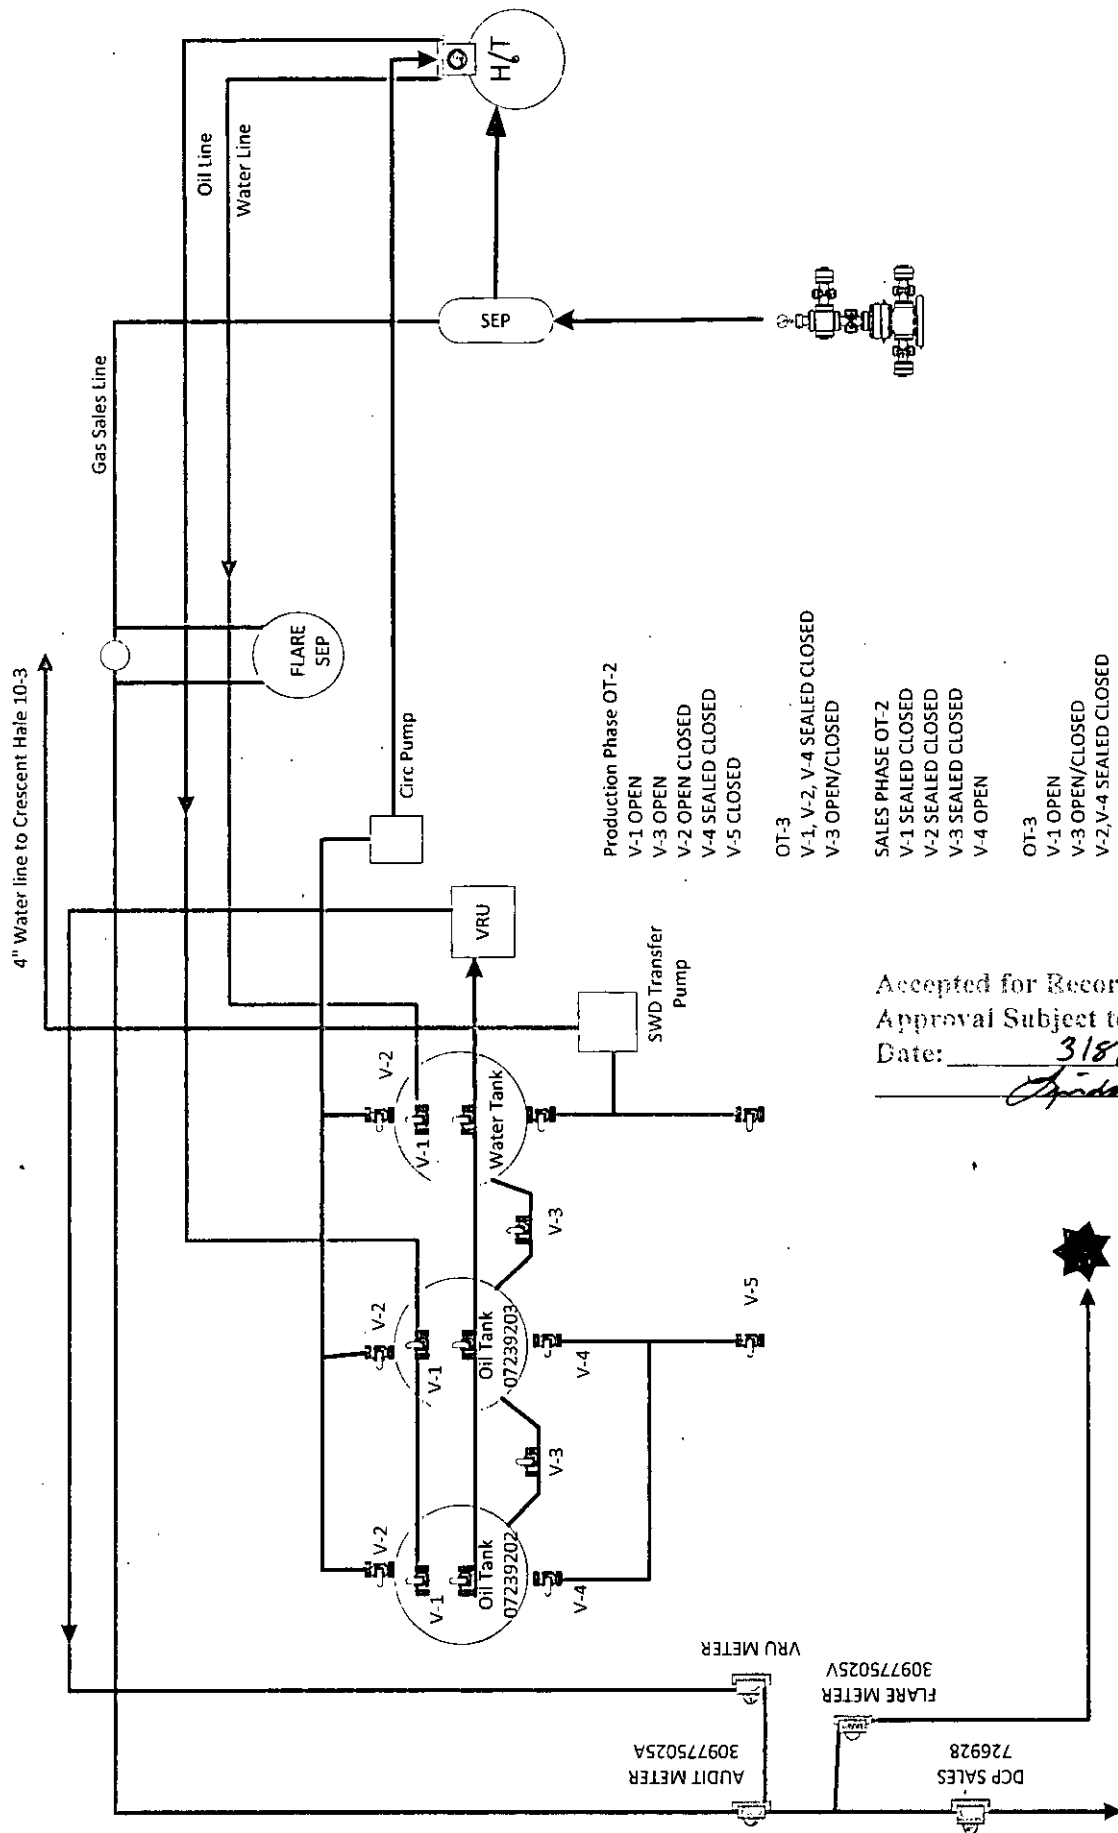 4" Water line to Crescent Hale 10-3
Gas Sales Line
Oil Line
Water Line
H/T
SEP
FLARE
SEP
Circ Pump
VRU
SWD Transfer
Pump
V-2
V-1
Water Tank
V-3
V-2
V-1
Oil Tank
07239203
V-4
V-5
V-3
V-2
V-1
Oil Tank
07239202
V-4
VRU METER
AUDIT METER
309775025A
FLARE METER
309775025V
DCP SALES
726928
Production Phase OT-2
V-1 OPEN
V-3 OPEN
V-2 OPEN CLOSED
V-4 SEALED CLOSED
V-5 CLOSED
OT-3
V-1, V-2, V-4 SEALED CLOSED
V-3 OPEN/CLOSED
SALES PHASE OT-2
V-1 SEALED CLOSED
V-2 SEALED CLOSED
V-3 SEALED CLOSED
V-4 OPEN
OT-3
V-1 OPEN
V-3 OPEN/CLOSED
V-2,V-4 SEALED CLOSED
Accepted for Recor
Approval Subject to
Date: